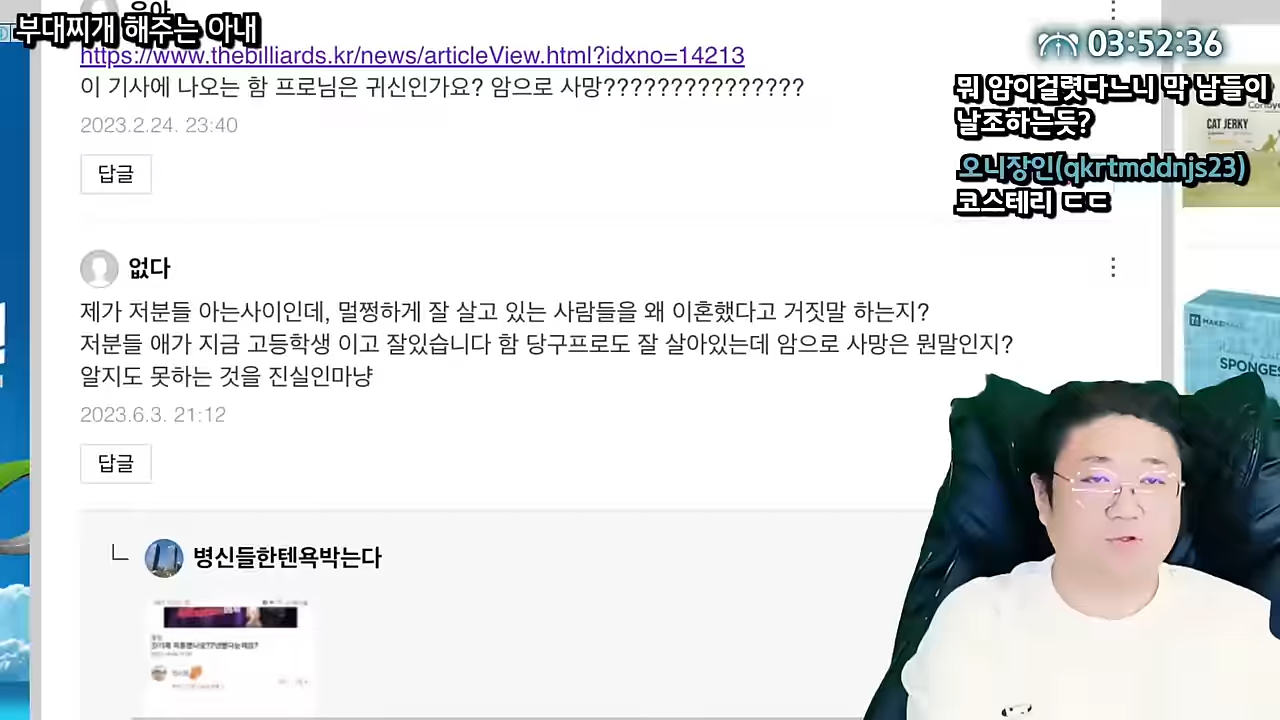 부대찌개 해주는 아내
유아
https://www.thebilliards.kr/news/articleView.html?idxno=14213
이 기사에 나오는 함 프로님은 귀신인가요? 암으로 사망???????????????
2023.2.24. 23:40
답글
03:52:36
뭐 암이걸렷다느니 막 남들이
날조하는듯?
오니장인(qkrtmddnjs23)
코스테리 ㄷㄷ
CAT JERKY
없다
제가 저분들 아는사이인데, 멀쩡하게 잘 살고 있는 사람들을 왜 이혼했다고 거짓말 하는지?
저분들 애가 지금 고등학생 이고 잘있습니다 함 당구프로도 잘 살아있는데 암으로 사망은 뭔말인지?
알지도 못하는 것을 진실인마냥
2023.6.3. 21:12
답글
SPONGES
병신들한텐욕박는다